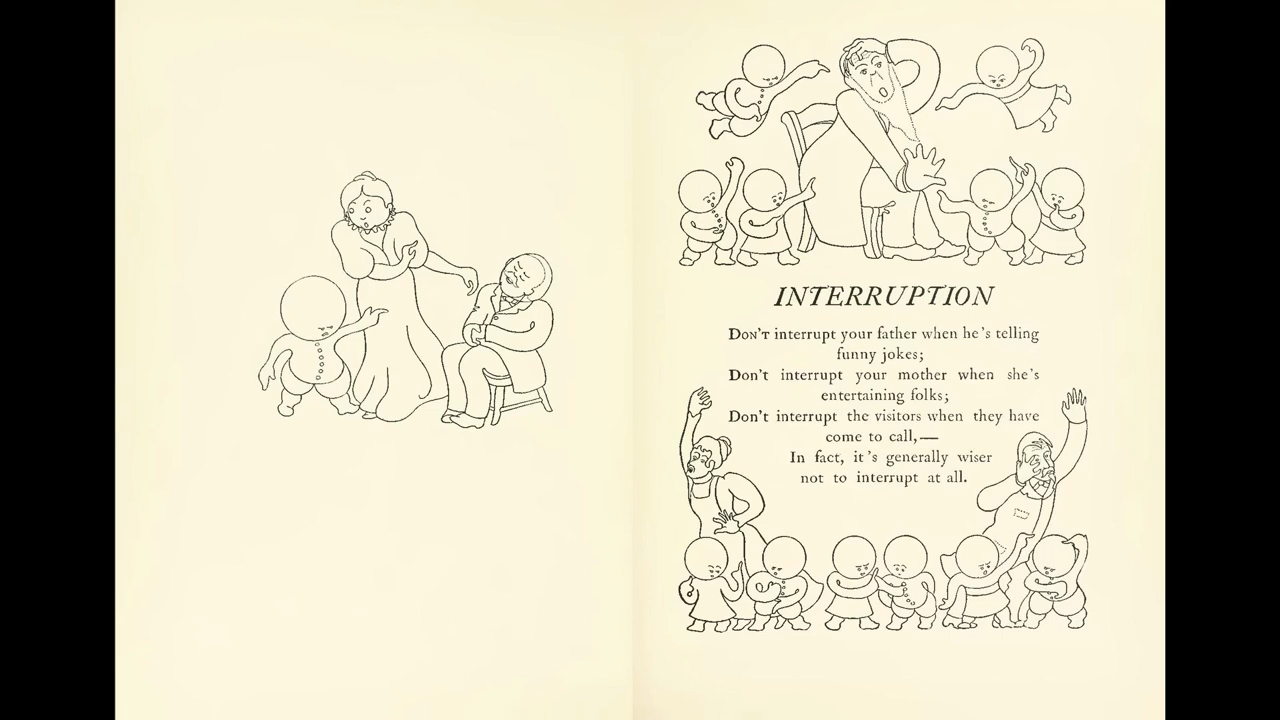 INTERRUPTION
DON'T interrupt your father when he's telling
funny jokes;
Don't interrupt your mother when she's
entertaining folks;
Don't interrupt the visitors when they have
come to call,—
In fact, it's generally wiser
not to interrupt at all.